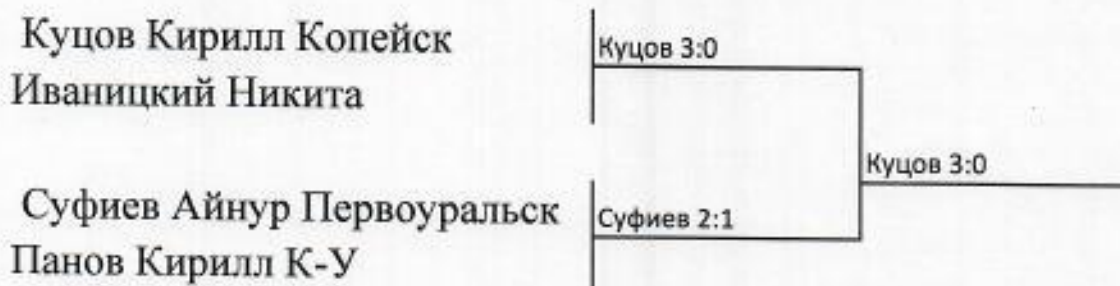 Куцов Кирилл Копейск
Иваницкий Никита
Куцов 3:0
Куцов 3:0
Суфиев Айнур Первоуральск
Панов Кирилл К-У
Суфиев 2:1